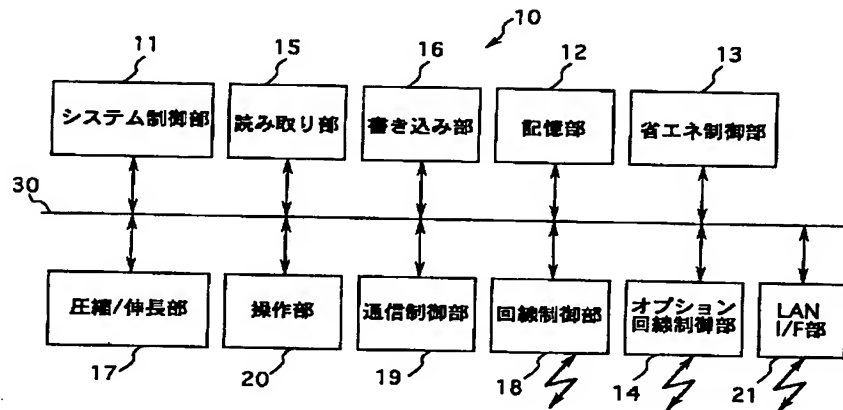 10
11
15
16
12
13
システム制御部
読み取り部
書き込み部
記憶部
省エネ制御部
30
圧縮/伸長部
操作部
通信制御部
回線制御部
オプション
回線制御部
LAN
I/F部
17
20
19
18
14
21